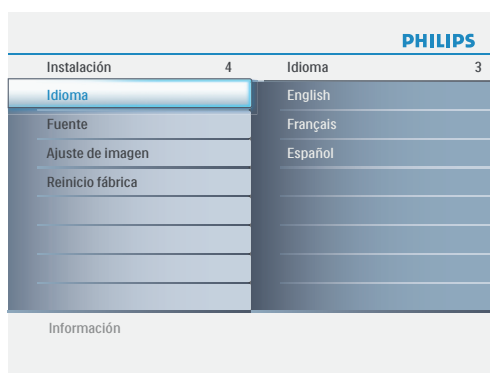 PHILIPS
Instalación 4 Idioma 3
Idioma English
Fuente Français
Ajuste de imagen Español
Reinicio fábrica
Información